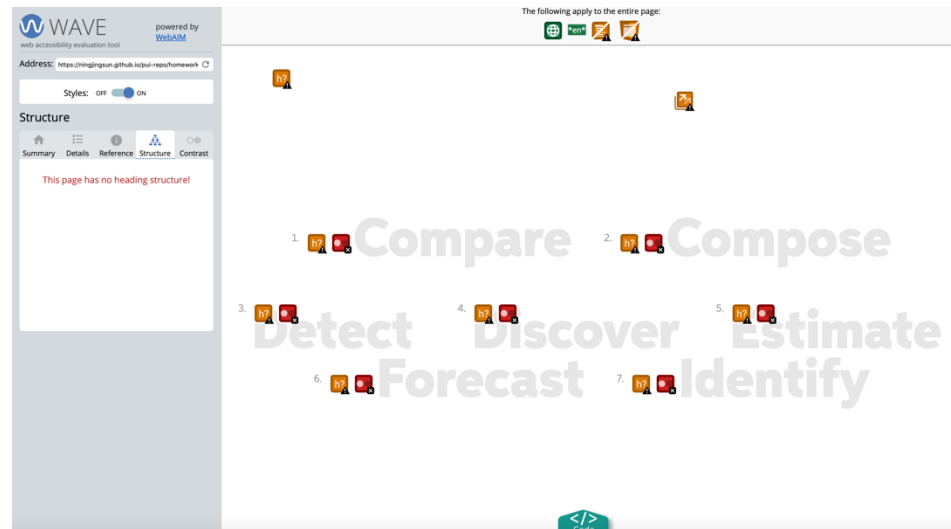 WAVE
web accessibility evaluation tool
powered by
WebAIM
Address: https://ningjingsun.github.io/pui-repo/homework
Styles: OFF ON
Structure
Summary Details Reference Structure Contrast
This page has no heading structure!
The following apply to the entire page:
*en*
h?
1. h? Compare 2. h? Compose
3. h? Detect 4. h? Discover 5. h? Estimate
6. h? Forecast 7. h? Identify
</>
Code